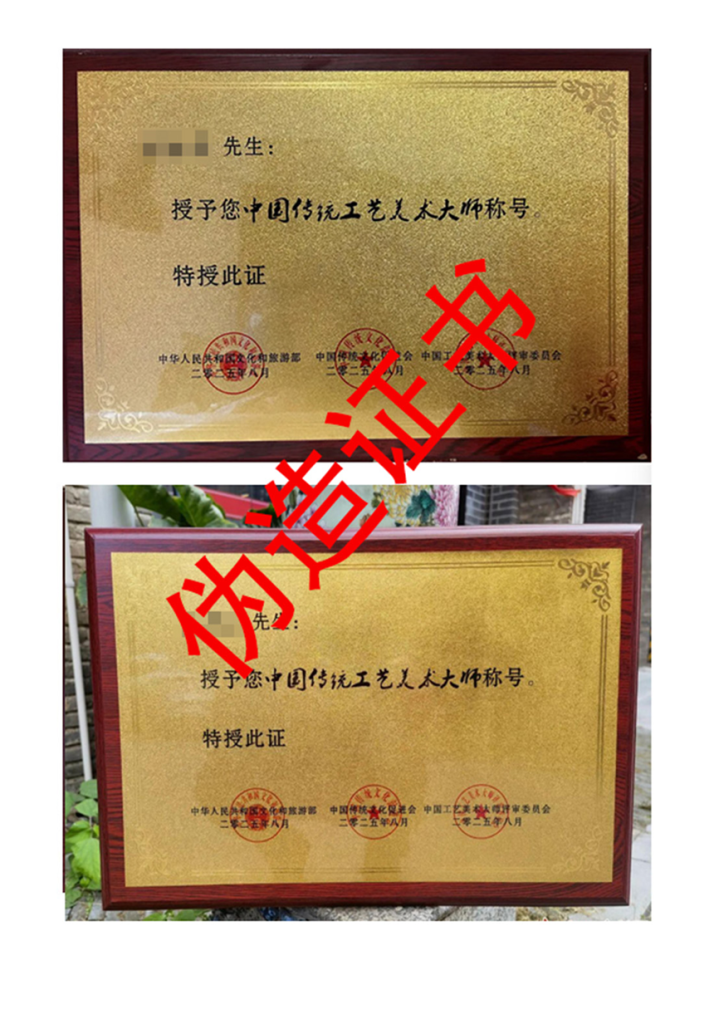 先生：
授予您中国传统工艺美术大师称号。
特授此证
中华人民共和国文化和旅游部 中国传统文化促进会 中国工艺美术大师评审委员会
二〇二五年八月 二〇二五年八月 二〇二五年八月
伪造证书
先生：
授予您中国传统工艺美术大师称号。
特授此证
中华人民共和国文化和旅游部 中国传统文化促进会 中国工艺美术大师评审委员会
二〇二五年八月 二〇二五年八月 二〇二五年八月